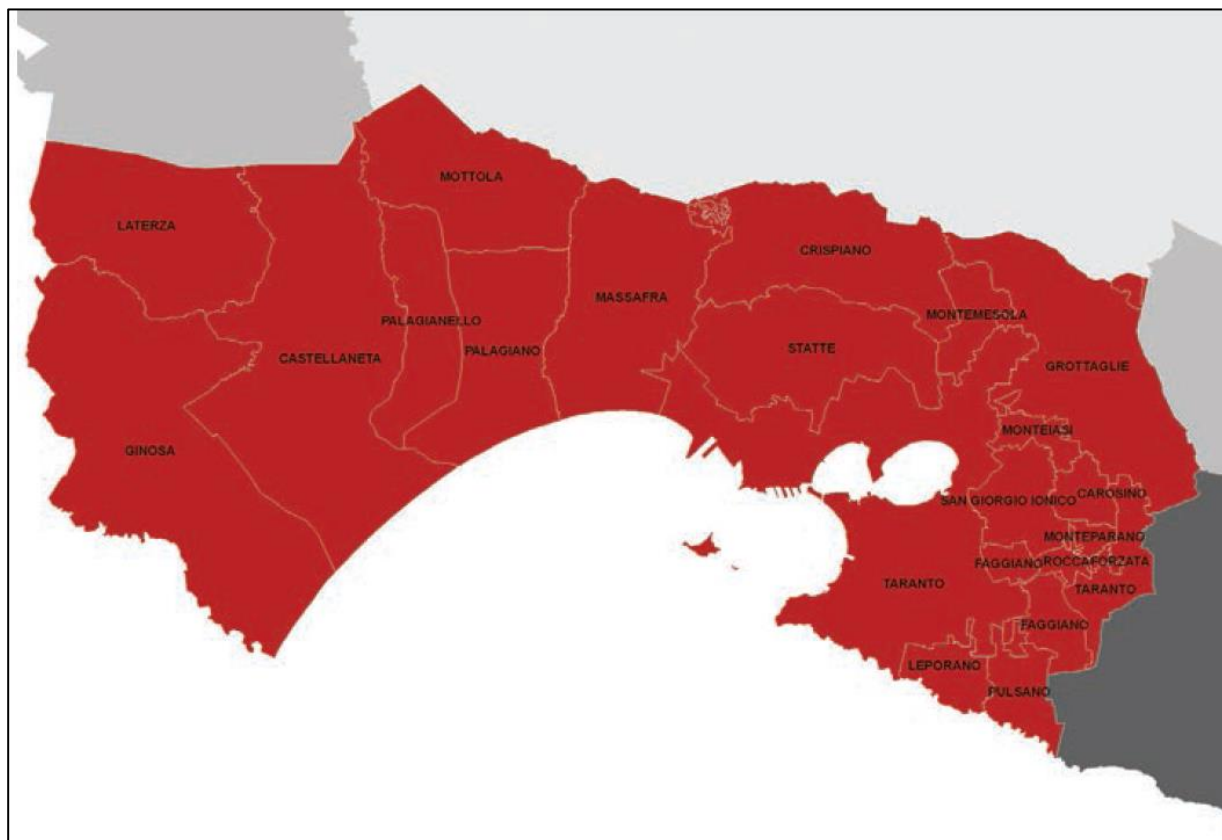 MOTTOLA
LATERZA
CRISPIANO
MASSAFRA
MONTEMESOLA
PALAGIANELLO
STATTE
PALAGIANO
CASTELLANETA
GROTTAGLIE
MONTEIASI
GINOSA
SAN GIORGIO IONICO
CAROSINO
MONTEPARANO
FAGGIANO
ROCCAFORZATA
TARANTO
TARANTO
FAGGIANO
LEPORANO
PULSANO